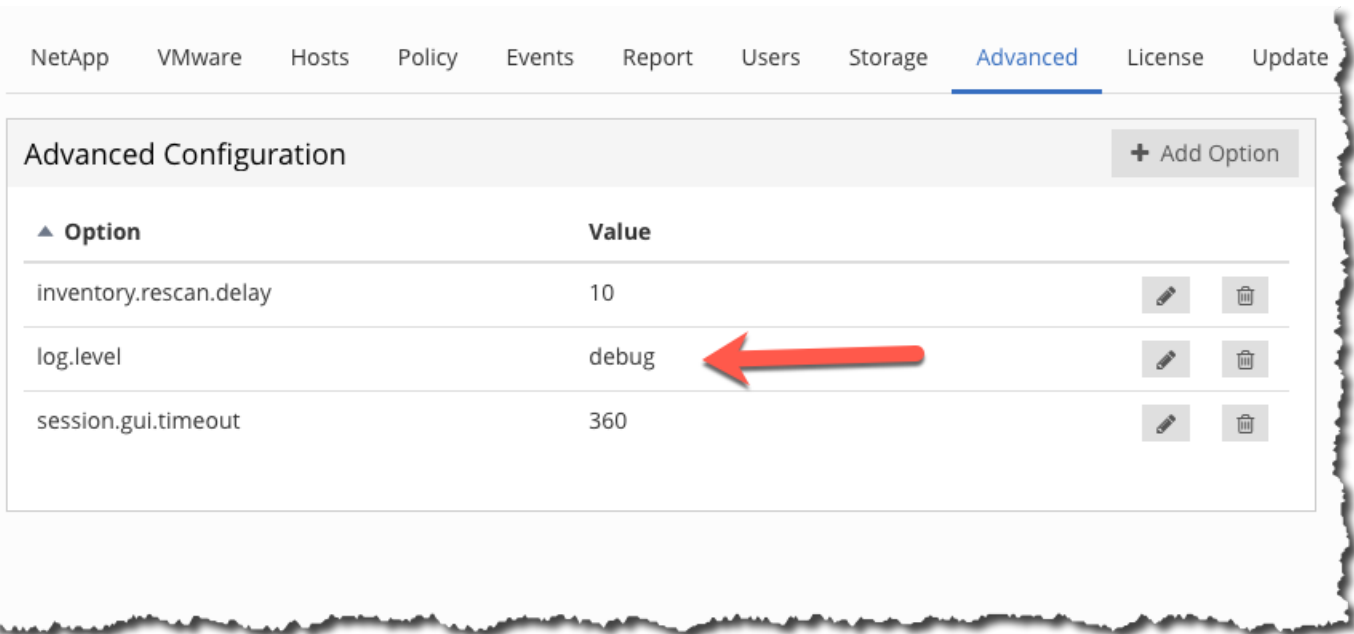 NetApp VMware Hosts Policy Events Report Users Storage Advanced License Update
Advanced Configuration + Add Option
Option Value
inventory.rescan.delay 10
log.level debug
session.gui.timeout 360